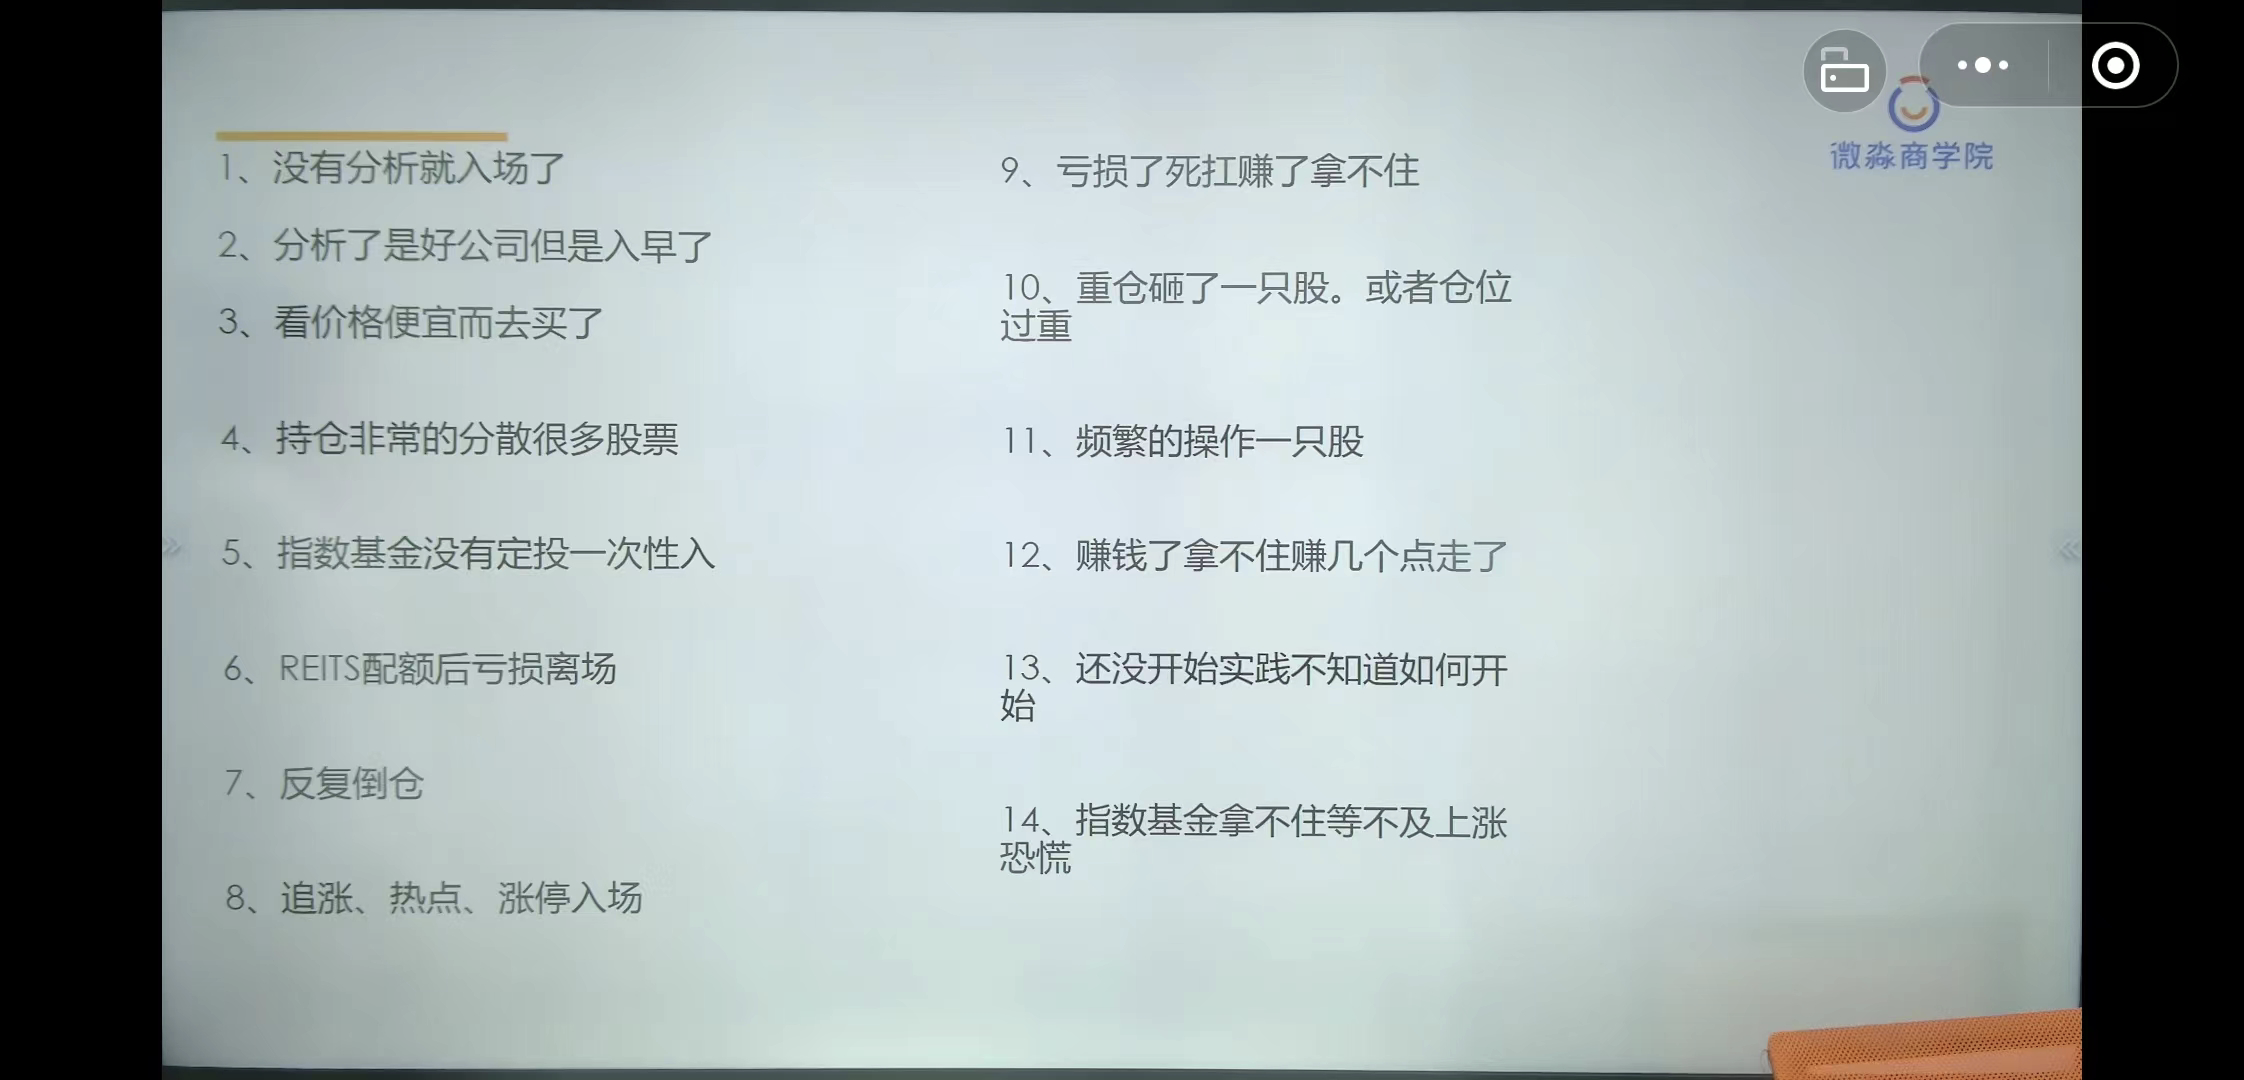 1、没有分析就入场了
2、分析了是好公司但是入早了
3、看价格便宜而去买了
4、持仓非常的分散很多股票
5、指数基金没有定投一次性入
6、REITS配额后亏损离场
7、反复倒仓
8、追涨、热点、涨停入场
9、亏损了死扛赚了拿不住
10、重仓砸了一只股。或者仓位
过重
11、频繁的操作一只股
12、赚钱了拿不住赚几个点走了
13、还没开始实践不知道如何开
始
14、指数基金拿不住等不及上涨
恐慌
微淼商学院